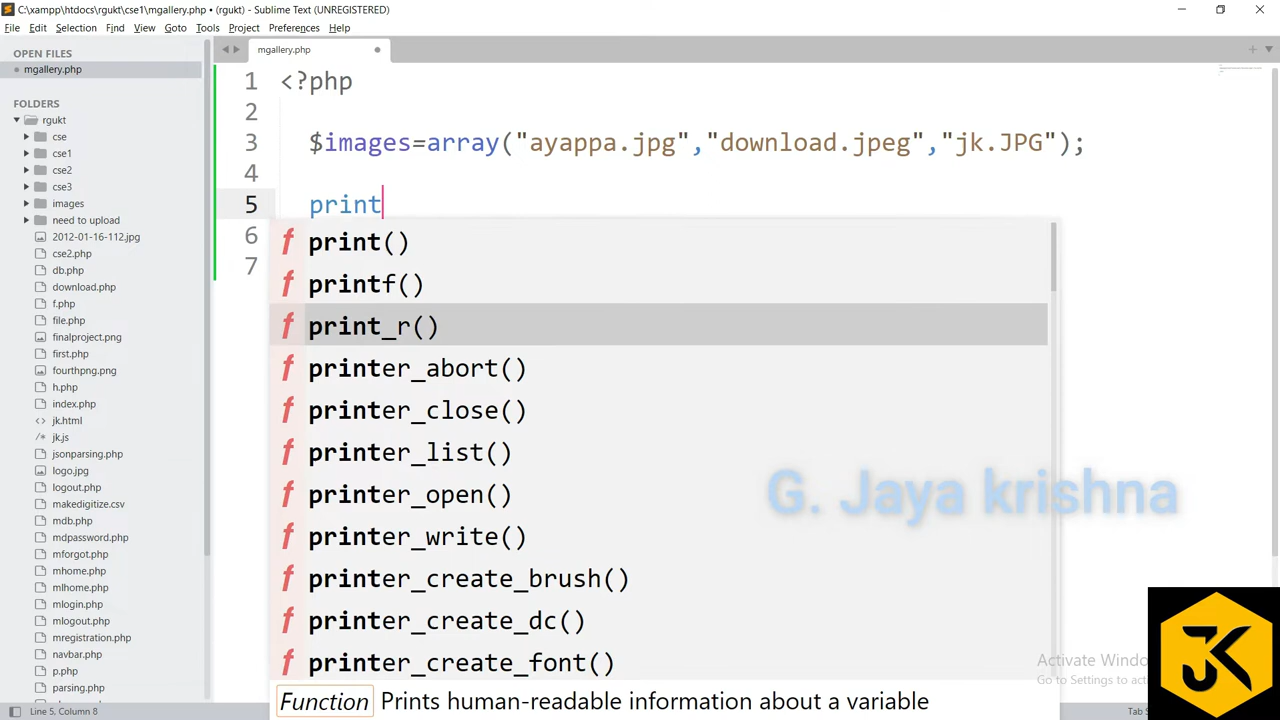 C:\xampp\htdocs\rgukt\cse1\mgallery.php • (rgukt) - Sublime Text (UNREGISTERED)
File Edit Selection Find View Goto Tools Project Preferences Help
OPEN FILES
mgallery.php
FOLDERS
rgukt
cse
cse1
cse2
cse3
images
need to upload
2012-01-16-112.jpg
cse2.php
db.php
download.php
f.php
file.php
finalproject.png
first.php
fourthpng.png
h.php
index.php
jk.html
jk.js
jsonparsing.php
logo.jpg
logout.php
makedigitize.csv
mdb.php
mdpassword.php
mforgot.php
mhome.php
mlhome.php
mlogin.php
mlogout.php
mregistration.php
navbar.php
p.php
parsing.php
mgallery.php
1 <?php
2
3 $images=array("ayappa.jpg","download.jpeg","jk.JPG");
4
5 print
6
7
f print()
f printf()
f print_r()
f printer_abort()
f printer_close()
f printer_list()
f printer_open()
f printer_write()
f printer_create_brush()
f printer_create_dc()
f printer_create_font()
Function Prints human-readable information about a variable
G. Jaya krishna
Activate Windo
Go to Settings to acti
JK
Line 5, Column 8
Tab S